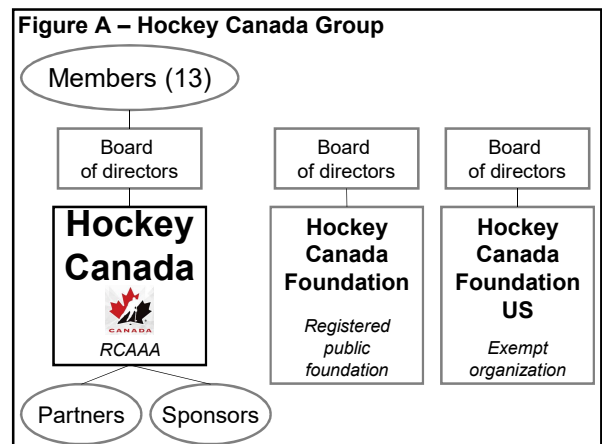 Figure A – Hockey Canada Group
Members (13)
Board
of directors
Board
of directors
Board
of directors
Hockey
Canada
CANADA
RCAAA
Hockey
Canada
Foundation
Registered
public
foundation
Hockey
Canada
Foundation
US
Exempt
organization
Partners
Sponsors